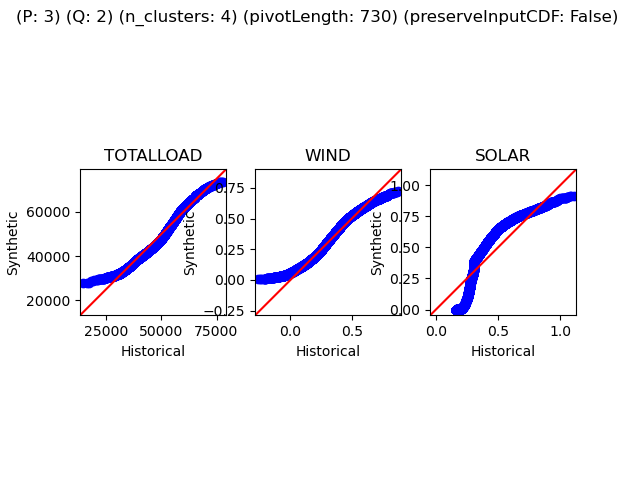 (P: 3) (Q: 2) (n_clusters: 4) (pivotLength: 730) (preserveInputCDF: False)
TOTALLOAD
Synthetic
60000
40000
20000
25000 50000 75000
Historical
WIND
Synthetic
0.75
0.50
0.25
0.00
−0.25
0.0 0.5
Historical
SOLAR
Synthetic
1.00
0.75
0.50
0.25
0.00
0.0 0.5 1.0
Historical